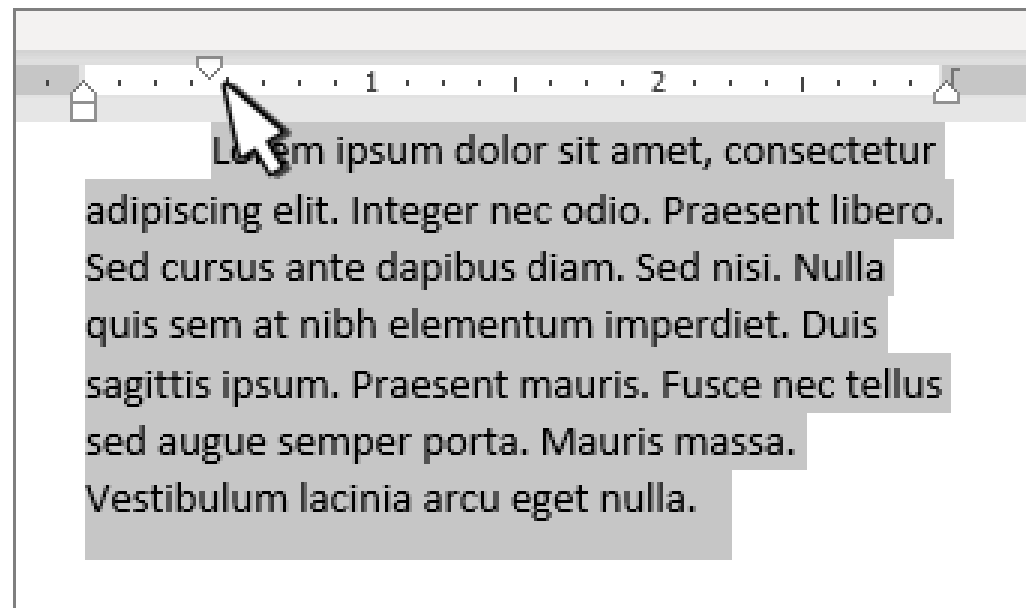 1 2
Lorem ipsum dolor sit amet, consectetur
adipiscing elit. Integer nec odio. Praesent libero.
Sed cursus ante dapibus diam. Sed nisi. Nulla
quis sem at nibh elementum imperdiet. Duis
sagittis ipsum. Praesent mauris. Fusce nec tellus
sed augue semper porta. Mauris massa.
Vestibulum lacinia arcu eget nulla.